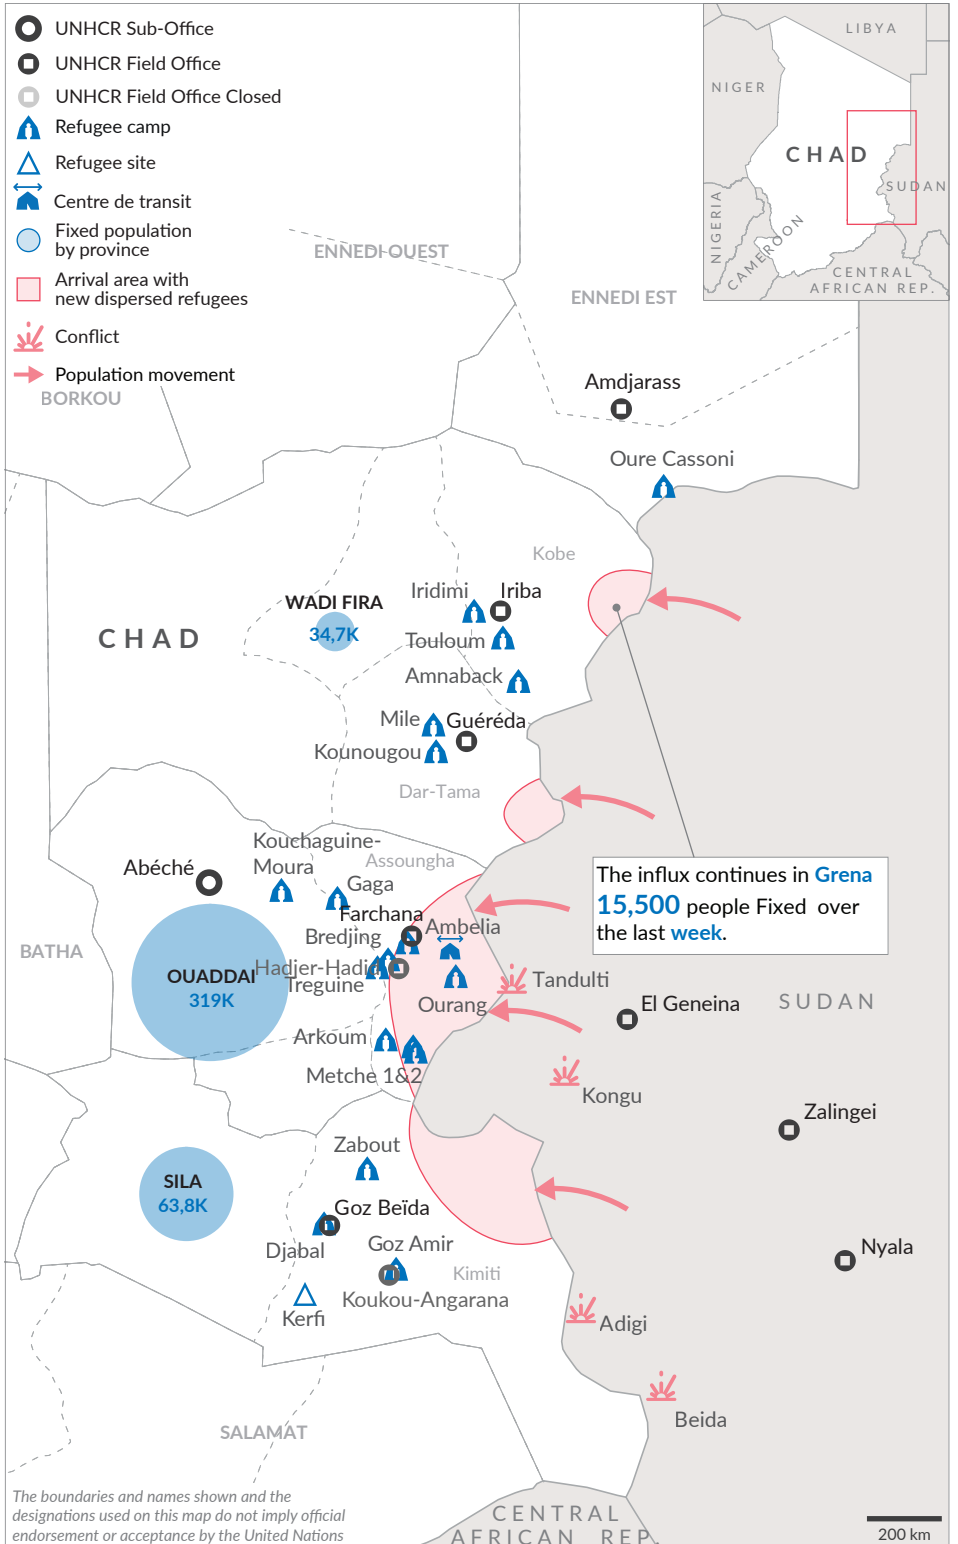 UNHCR Sub-Office
UNHCR Field Office
UNHCR Field Office Closed
Refugee camp
Refugee site
Centre de transit
Fixed population
by province
Arrival area with
new dispersed refugees
Conflict
Population movement
LIBYA
NIGER
CHAD
SUDAN
NIGERIA
CAMEROON
CENTRAL
AFRICAN REP.
ENNEDI OUEST
ENNEDI EST
BORKOU
Amdjarass
Oure Cassoni
Kobe
Iridimi
Iriba
WADI FIRA
34,7K
CHAD
Touloum
Amnaback
Mile
Guéréda
Kounougou
Dar-Tama
Kouchaguine-
Moura
Assoungha
Abéché
Gaga
Farchana
The influx continues in Grena
15,500 people Fixed over
the last week.
Ambelia
Bredjing
BATHA
Hadjer-Hadid
OUADDAI
319K
Treguine
Tandulti
Ourang
El Geneina
SUDAN
Arkoum
Metche 1&2
Kongu
Zalingei
Zabout
SILA
63,8K
Goz Beïda
Djabal
Goz Amir
Nyala
Kimiti
Koukou-Angarana
Kerfi
Adigi
Beida
SALAMAT
The boundaries and names shown and the
designations used on this map do not imply official
endorsement or acceptance by the United Nations
CENTRAL
AFRICAN REP.
200 km